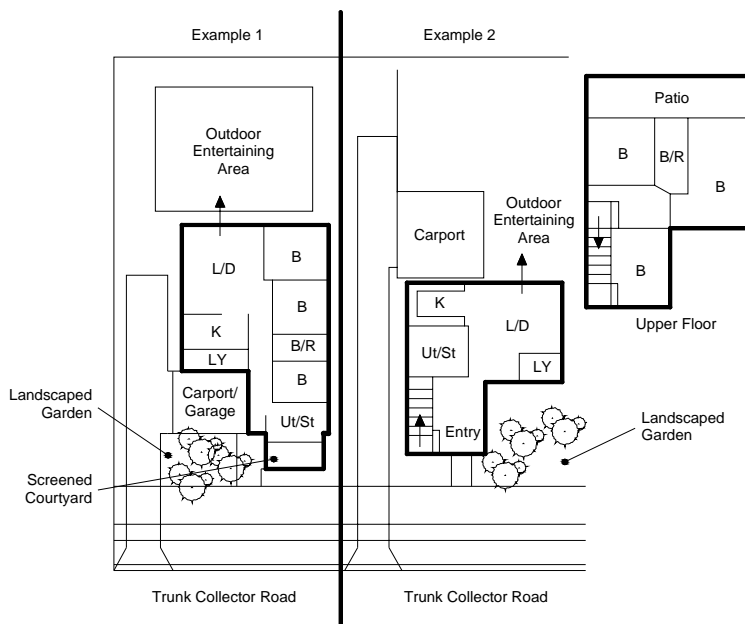 Example 1
Outdoor
Entertaining
Area
L/D
B
B
K
B/R
LY
B
Carport/
Garage
Ut/St
Landscaped
Garden
Screened
Courtyard
Trunk Collector Road
Example 2
Carport
Outdoor
Entertaining
Area
K
L/D
Ut/St
LY
Entry
Landscaped
Garden
Trunk Collector Road
Patio
B
B/R
B
B
Upper Floor